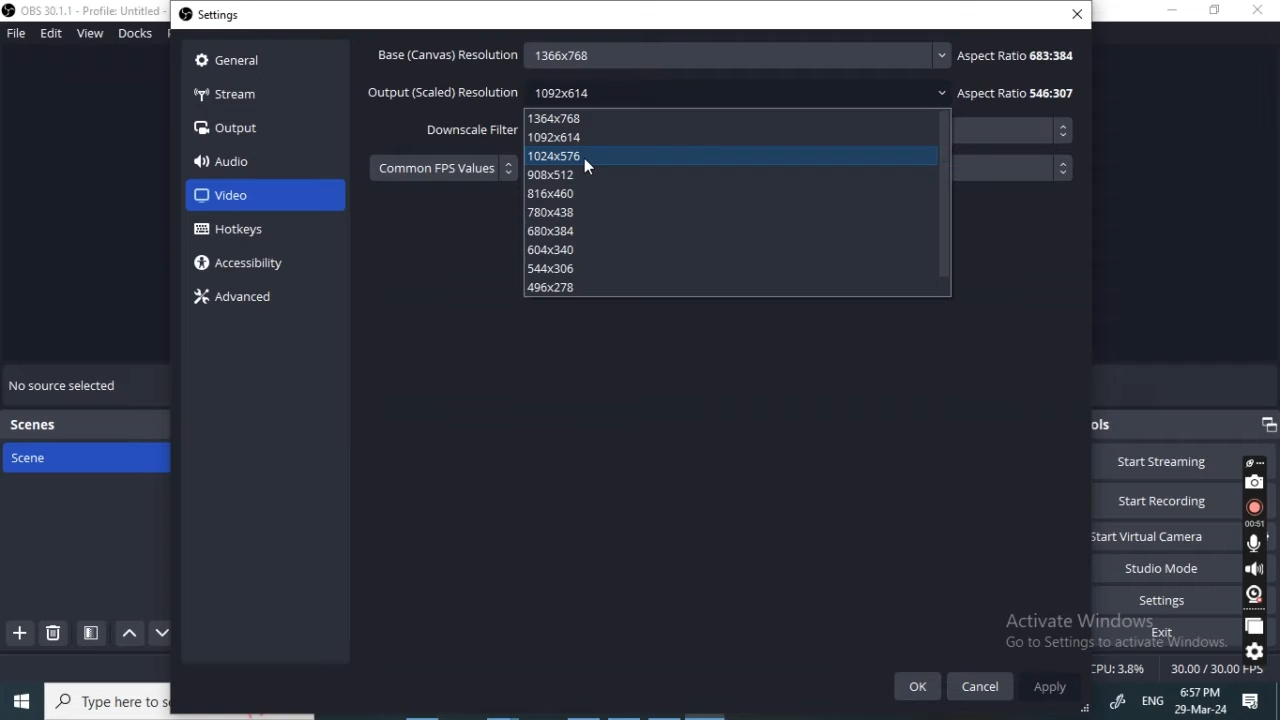 OBS 30.1.1 - Profile: Untitled -
Settings
File Edit View Docks
General
Stream
Output
Audio
Video
Hotkeys
Accessibility
Advanced
Base (Canvas) Resolution 1366x768 Aspect Ratio 683:384
Output (Scaled) Resolution 1092x614 Aspect Ratio 546:307
Downscale Filter
Common FPS Values
1364x768
1092x614
1024x576
908x512
816x460
780x438
680x384
604x340
544x306
496x278
No source selected
Scenes
Scene
ols
Start Streaming
Start Recording
Start Virtual Camera
Studio Mode
Settings
Exit
00:51
Activate Windows
Go to Settings to activate Windows.
OK Cancel Apply
CPU: 3.8% 30.00 / 30.00 FPS
Type here to s
ENG
6:57 PM
29-Mar-24